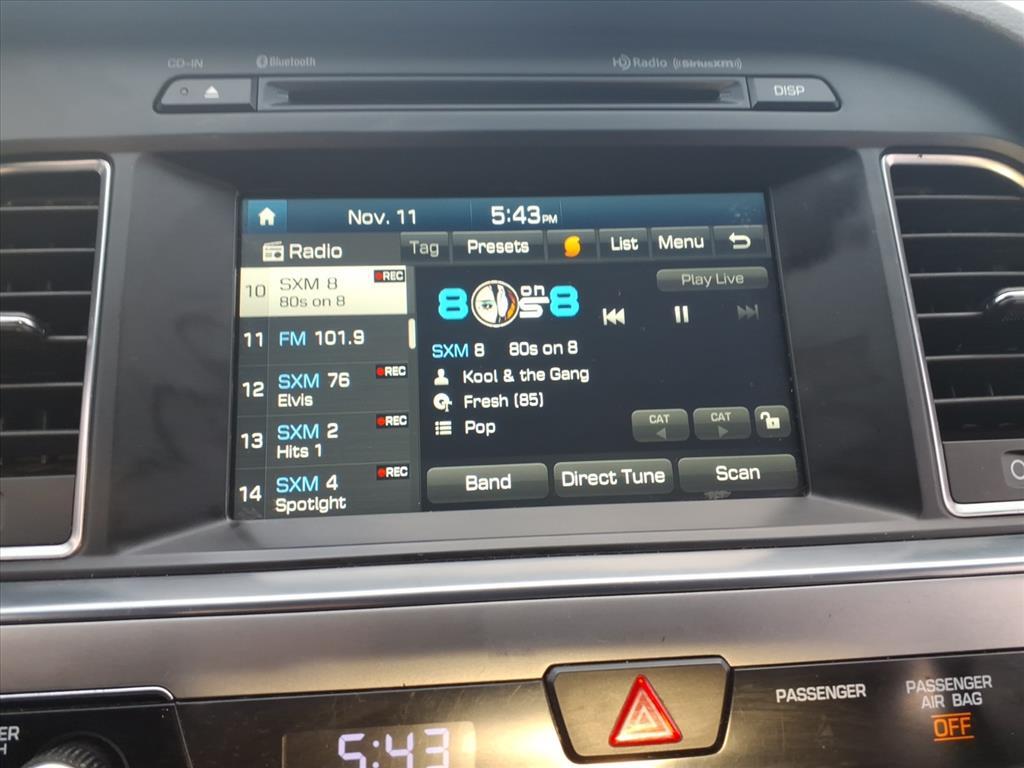 CD-IN
Bluetooth
HD Radio ((SiriusXM))
DISP
Nov. 11
5:43PM
Radio
Tag
Presets
List
Menu
10 SXM 8 REC
80s on 8
11 FM 101.9
12 SXM 76 REC
Elvis
13 SXM 2 REC
Hits 1
14 SXM 4 REC
Spotlght
Play Live
80s on 8
SXM 8 80s on 8
Kool & the Gang
Fresh (85)
Pop
CAT
CAT
Band
Direct Tune
Scan
5:43
PASSENGER
PASSENGER
AIR BAG
OFF